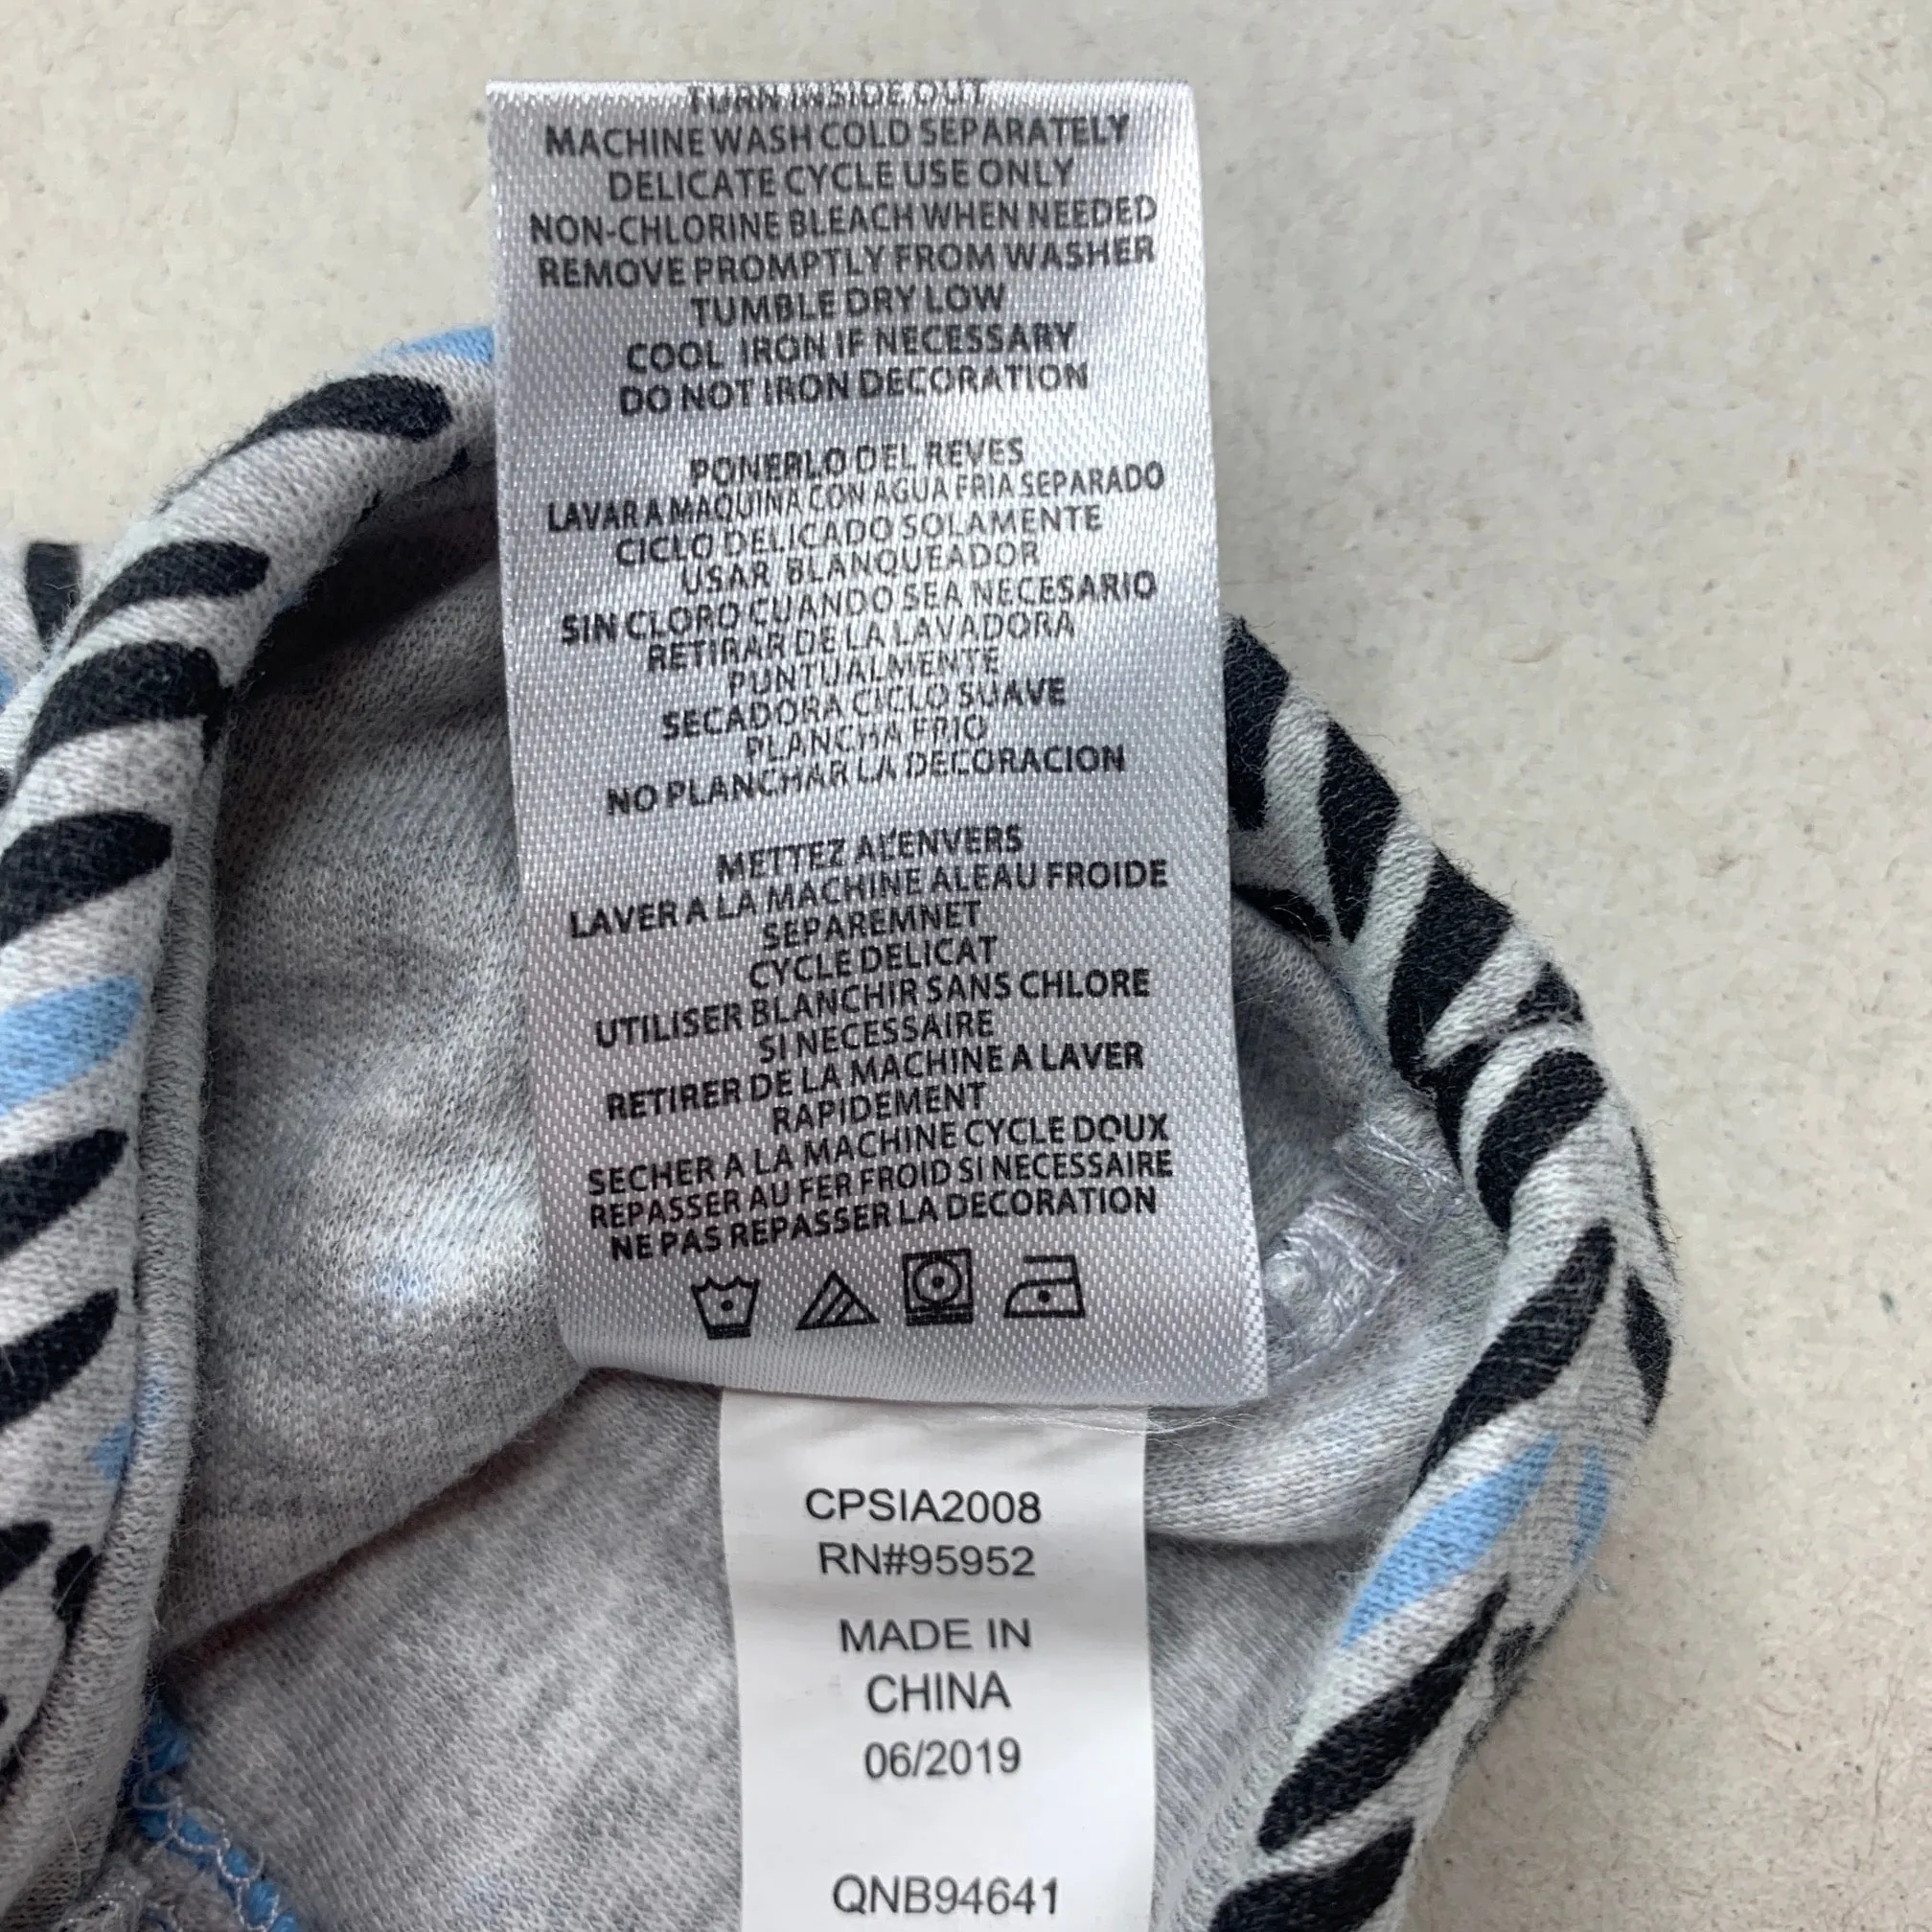 TURN INSIDE OUT
MACHINE WASH COLD SEPARATELY
DELICATE CYCLE USE ONLY
NON-CHLORINE BLEACH WHEN NEEDED
REMOVE PROMPTLY FROM WASHER
TUMBLE DRY LOW
COOL IRON IF NECESSARY
DO NOT IRON DECORATION
PONERLO DEL REVES
LAVAR A MAQUINA CON AGUA FRIA SEPARADO
CICLO DELICADO SOLAMENTE
USAR BLANQUEADOR
SIN CLORO CUANDO SEA NECESARIO
RETIRAR DE LA LAVADORA
PUNTUALMENTE
SECADORA CICLO SUAVE
PLANCHA FRIO
NO PLANCHAR LA DECORACION
METTEZ AL'ENVERS
LAVER A LA MACHINE ALEAU FROIDE
SEPAREMNET
CYCLE DELICAT
UTILISER BLANCHIR SANS CHLORE
SI NECESSAIRE
RETIRER DE LA MACHINE A LAVER
RAPIDEMENT
SECHER A LA MACHINE CYCLE DOUX
REPASSER AU FER FROID SI NECESSAIRE
NE PAS REPASSER LA DECORATION
CPSIA2008
RN#95952
MADE IN
CHINA
06/2019
QNB94641